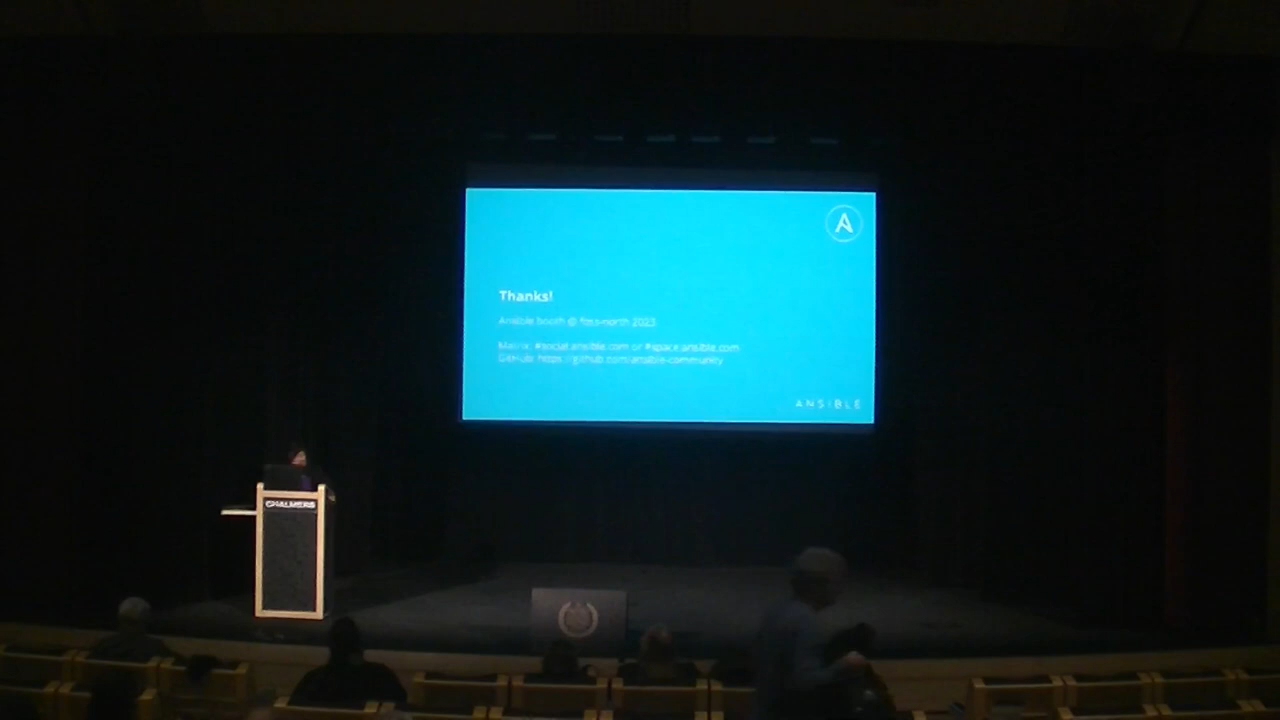 Thanks!
Ansible booth @ foss-north 2023
Matrix: #social:ansible.com or #space:ansible.com
GitHub: https://github.com/ansible-community
ANSIBLE
CHALMERS